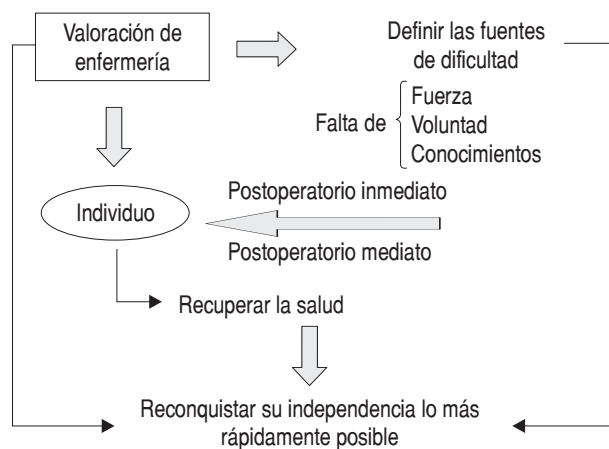 Valoración de
enfermería
Definir las fuentes
de dificultad
Falta de
Fuerza
Voluntad
Conocimientos
Individuo
Postoperatorio inmediato
Postoperatorio mediato
Recuperar la salud
Reconquistar su independencia lo más
rápidamente posible